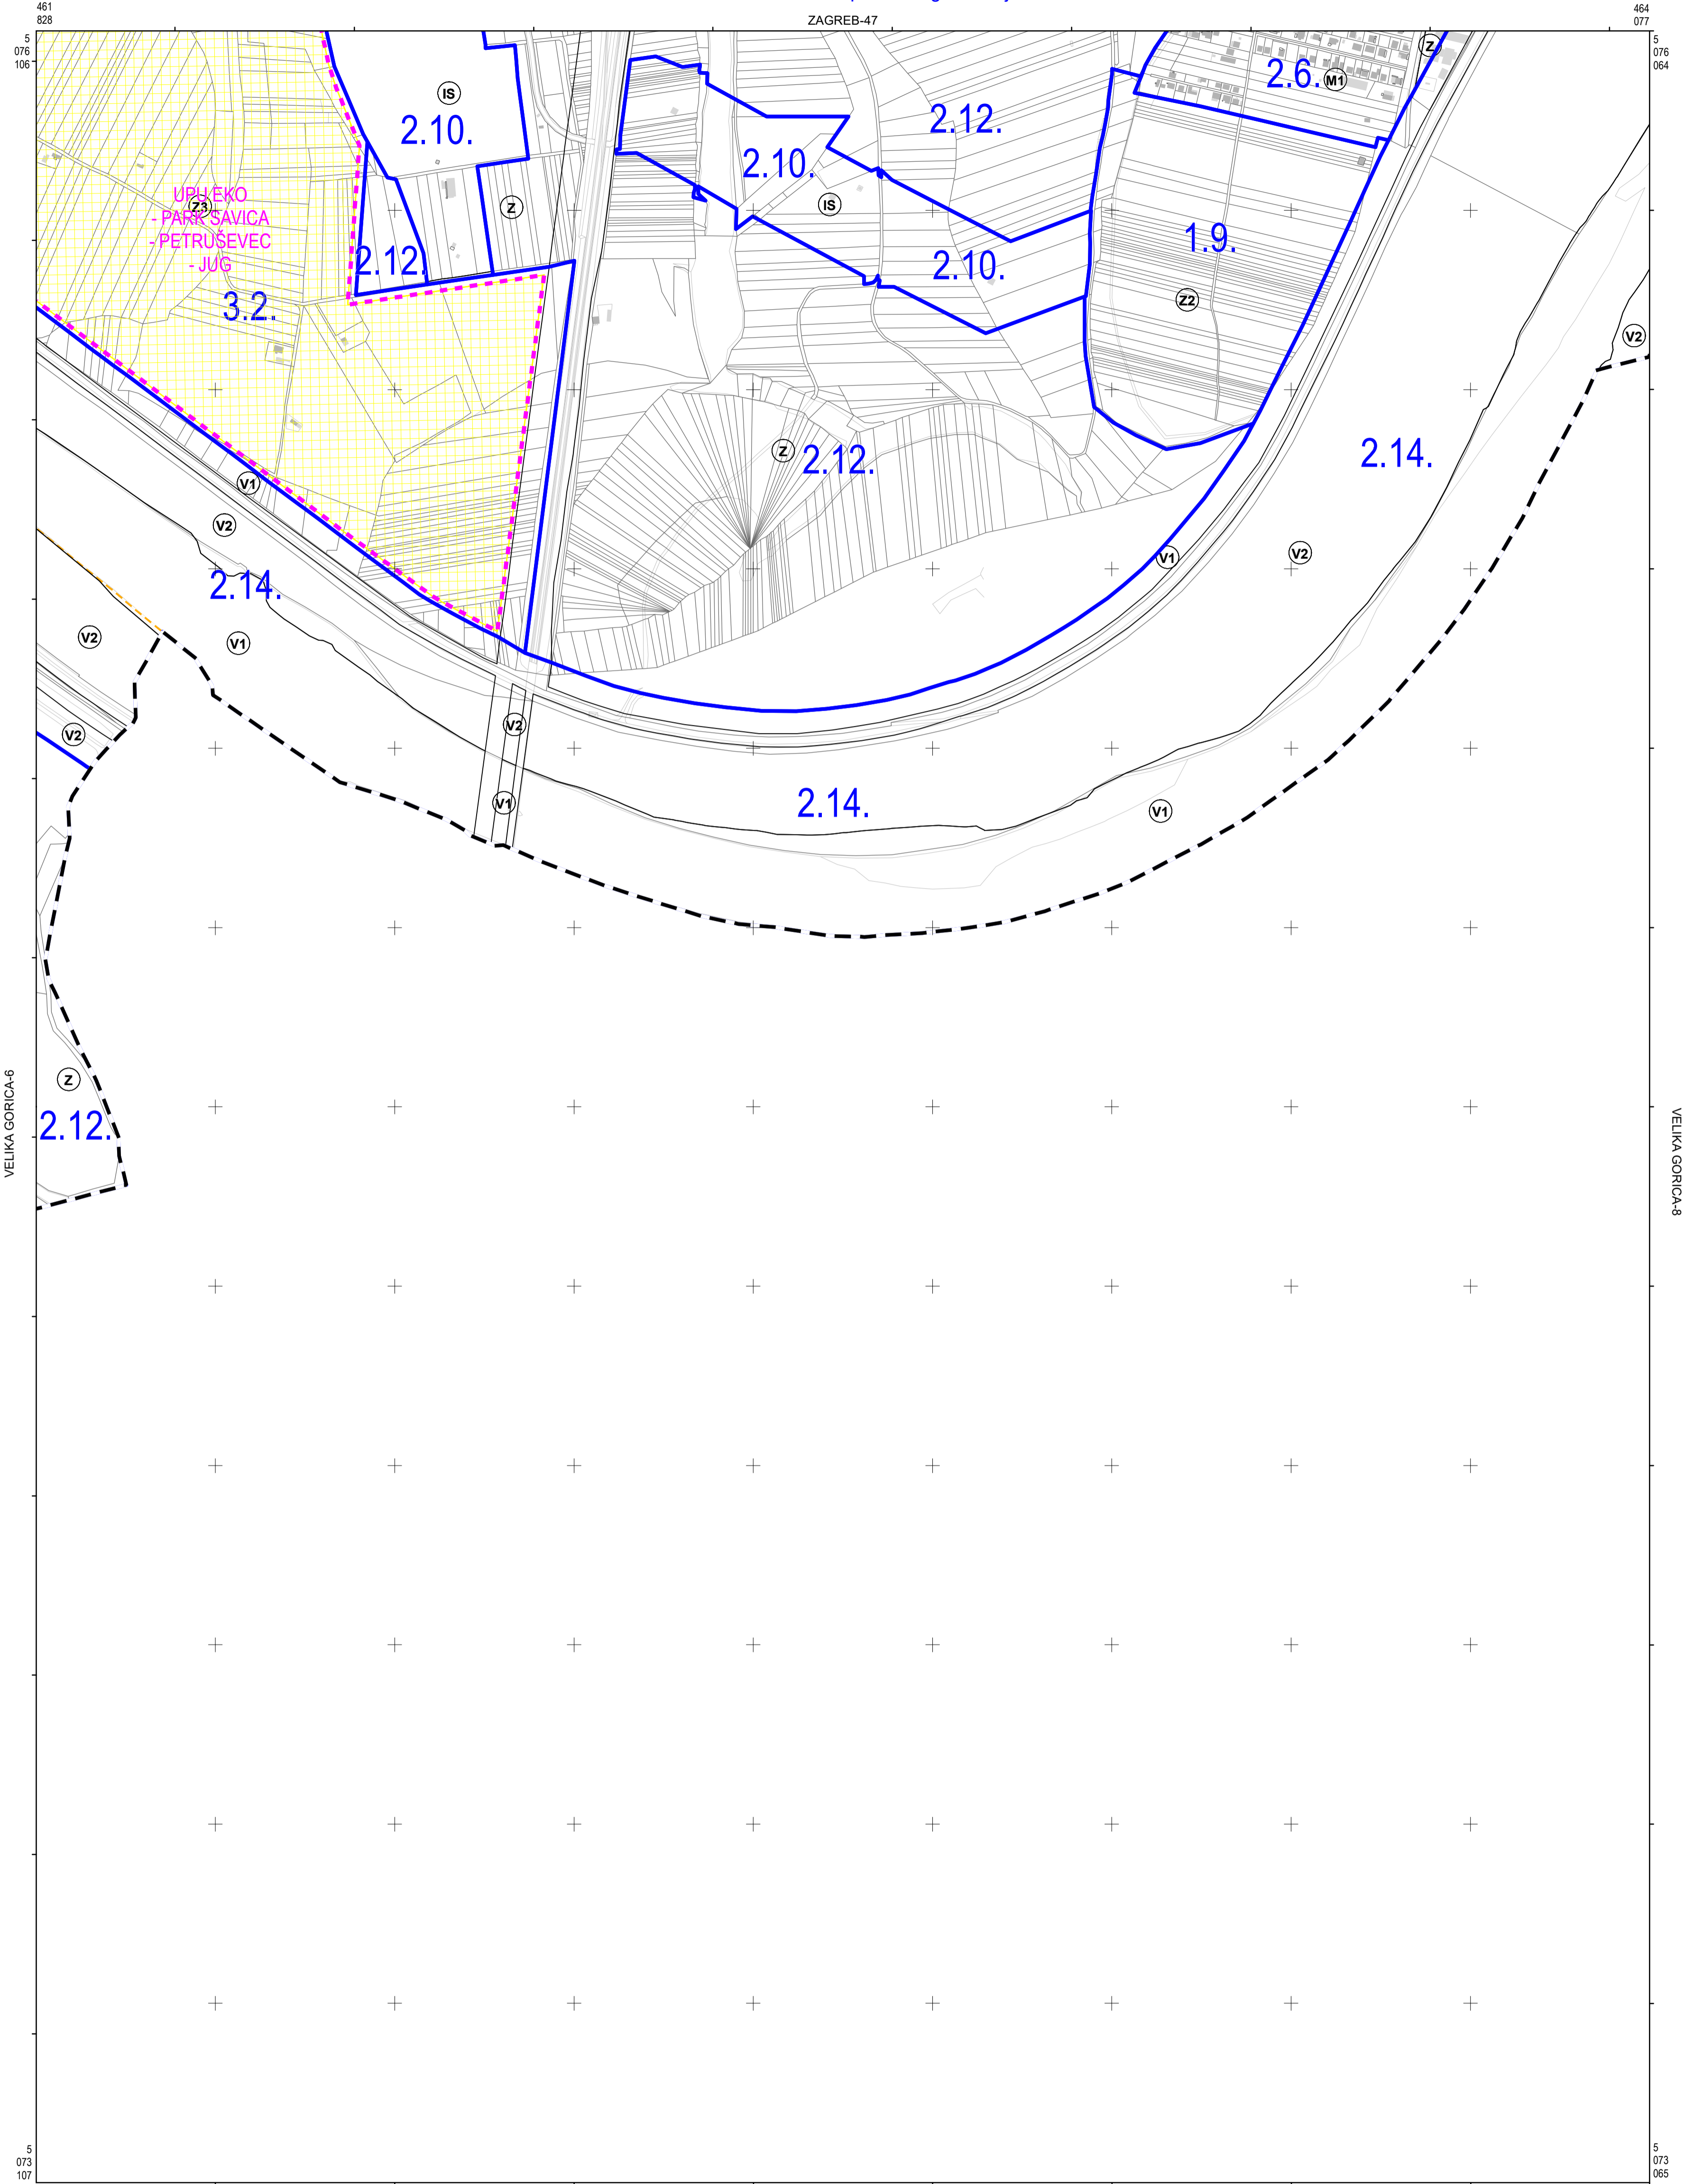 461
828
ZAGREB-47
464
077
5
076
106
5
076
064
Z
2.6.
M1
IS
2.10.
2.12.
2.10.
UPU EKO
- PARK SAVICA
- PETRUŠEVEC
- JUG
Z3
Z
IS
1.9.
2.12.
2.10.
3.2.
Z2
V2
Z
2.12.
2.14.
V1
V2
V1
V2
2.14.
V2
V1
V2
V2
V1
2.14.
V1
Z
2.12.
VELIKA GORICA-6
VELIKA GORICA-8
5
073
107
5
073
065